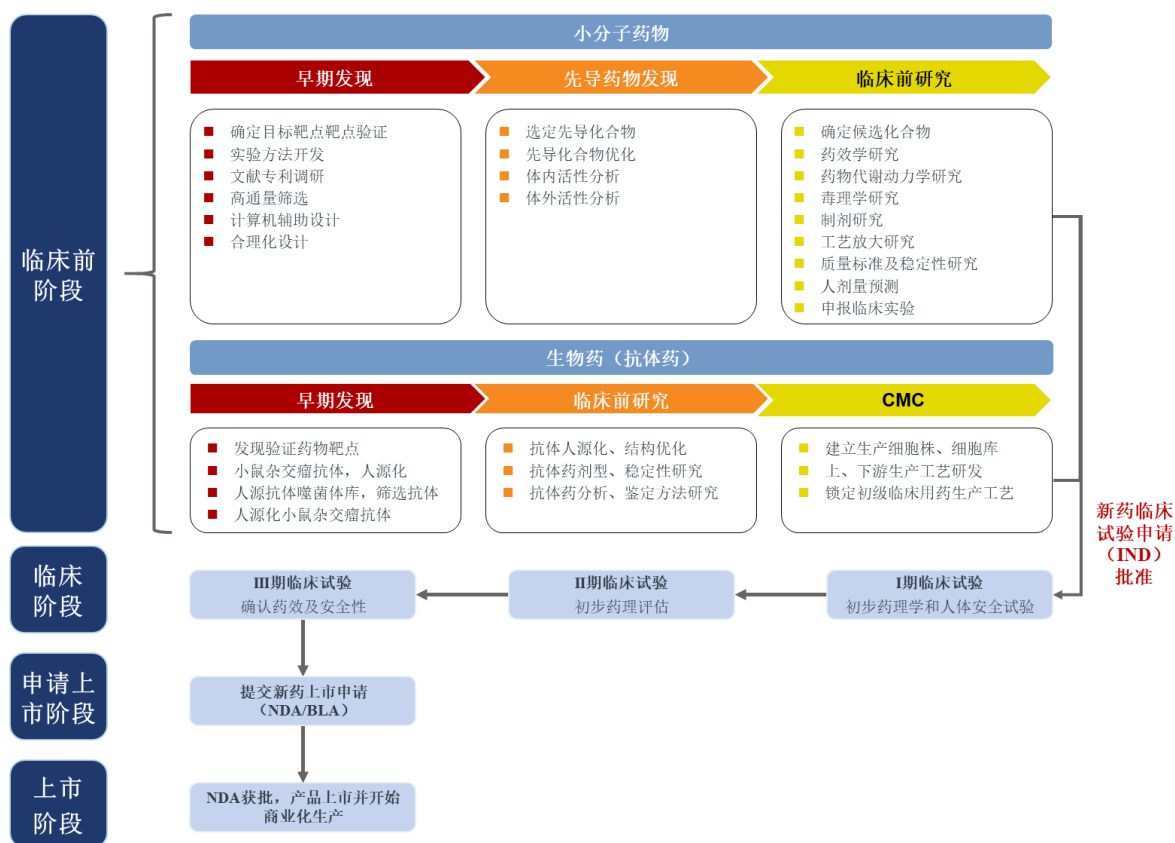 小分子药物
早期发现
先导药物发现
临床前研究
确定目标靶点靶点验证
实验方法开发
文献专利调研
高通量筛选
计算机辅助设计
合理化设计
选定先导化合物
先导化合物优化
体内活性分析
体外活性分析
确定候选化合物
药效学研究
药物代谢动力学研究
毒理学研究
制剂研究
工艺放大研究
质量标准及稳定性研究
人剂量预测
申报临床实验
临床前
阶段
生物药（抗体药）
早期发现
临床前研究
CMC
发现验证药物靶点
小鼠杂交瘤抗体，人源化
人源抗体噬菌体库，筛选抗体
人源化小鼠杂交瘤抗体
抗体人源化、结构优化
抗体药剂型、稳定性研究
抗体药分析、鉴定方法研究
建立生产细胞株、细胞库
上、下游生产工艺研发
锁定初级临床用药生产工艺
新药临床
试验申请
（IND）
批准
临床
阶段
III期临床试验
确认药效及安全性
II期临床试验
初步药理评估
I期临床试验
初步药理学和人体安全试验
申请上
市阶段
提交新药上市申请
（NDA/BLA）
上市
阶段
NDA获批，产品上市并开始
商业化生产